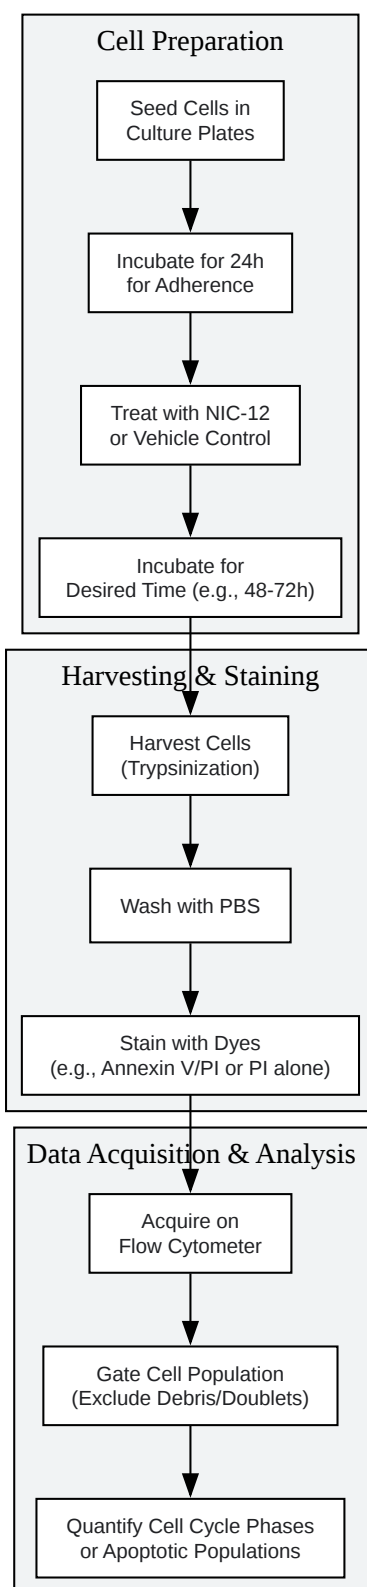 Cell Preparation
Seed Cells in
Culture Plates
Incubate for 24h
for Adherence
Treat with NIC-12
or Vehicle Control
Incubate for
Desired Time (e.g., 48-72h)
Harvesting & Staining
Harvest Cells
(Trypsinization)
Wash with PBS
Stain with Dyes
(e.g., Annexin V/PI or PI alone)
Data Acquisition & Analysis
Acquire on
Flow Cytometer
Gate Cell Population
(Exclude Debris/Doublets)
Quantify Cell Cycle Phases
or Apoptotic Populations